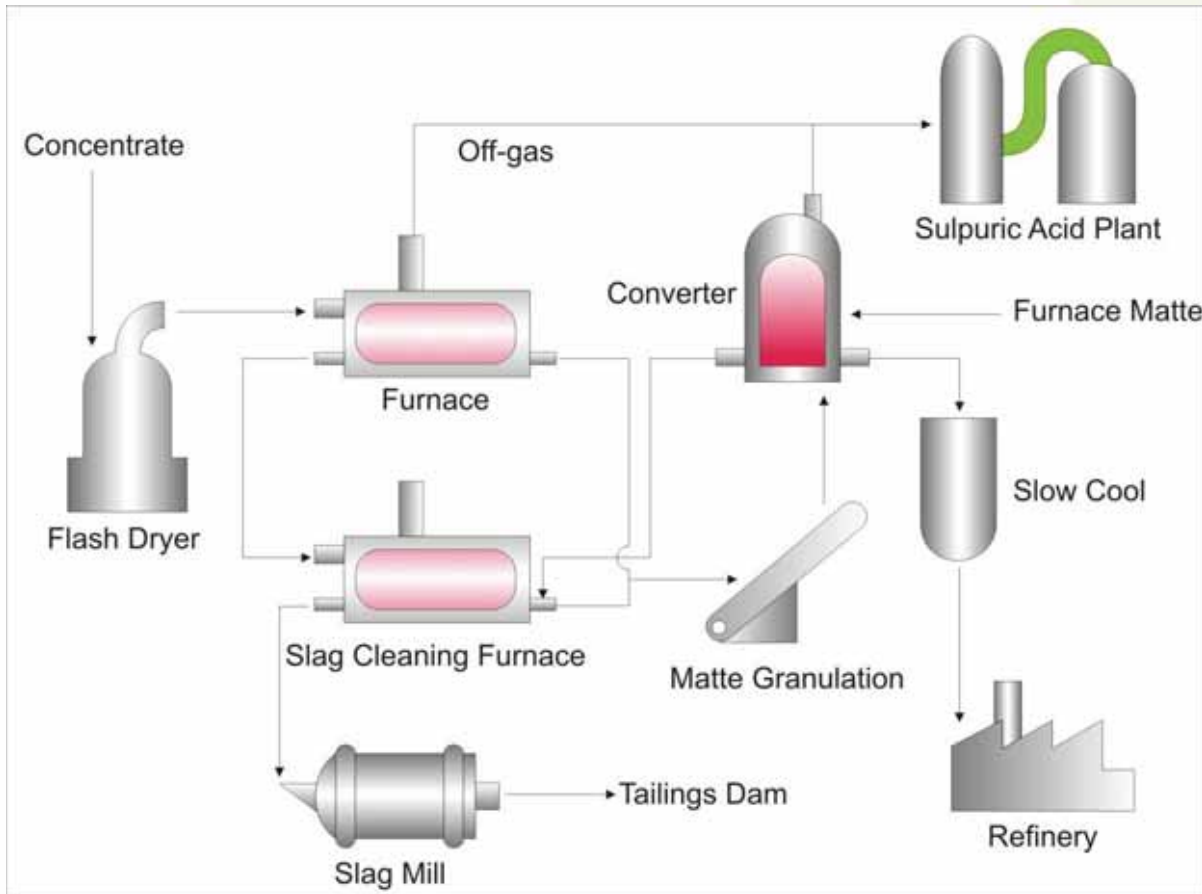 Concentrate
Off-gas
Sulpuric Acid Plant
Converter
Furnace Matte
Furnace
Flash Dryer
Slow Cool
Slag Cleaning Furnace
Matte Granulation
Tailings Dam
Refinery
Slag Mill